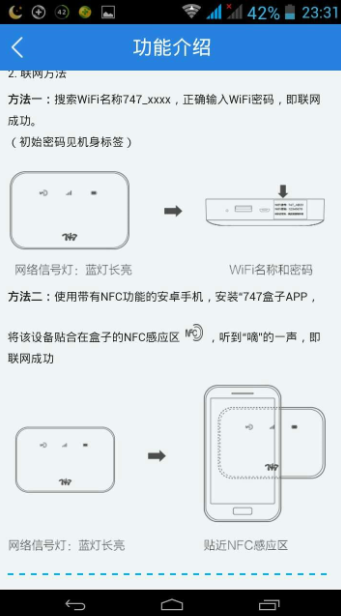 42
42%
23:31
功能介绍
2. 联网方法
方法一：搜索WiFi名称747_xxxx，正确输入WiFi密码，即联网
成功。
（初始密码见机身标签）
747
网络信号灯：蓝灯长亮
WiFi名称和密码
方法二：使用带有NFC功能的安卓手机，安装"747盒子APP，
将该设备贴合在盒子的NFC感应区 NFC ，听到"嘀"的一声，即
联网成功
747
747
网络信号灯：蓝灯长亮
贴近NFC感应区